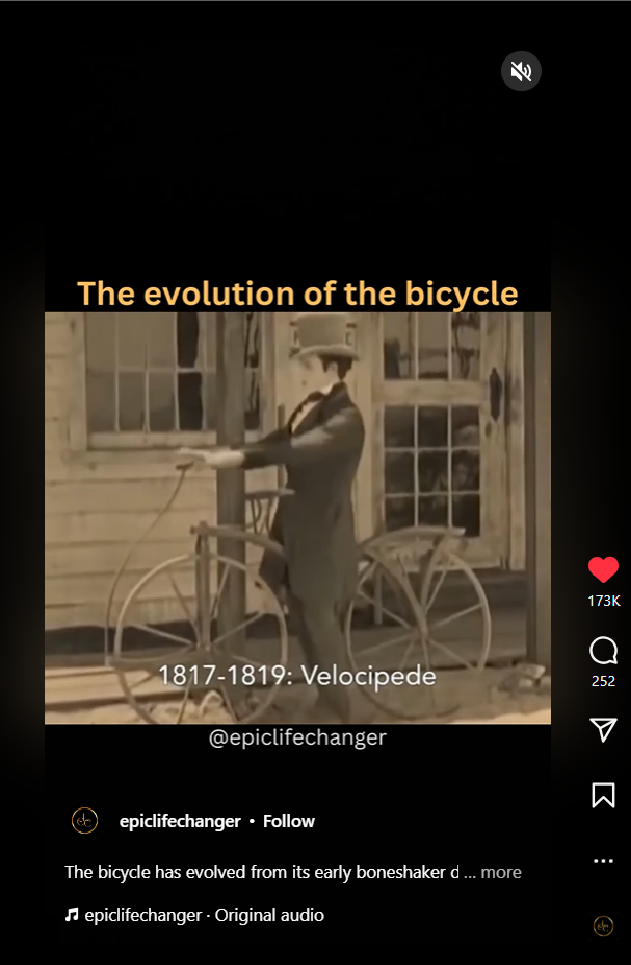 The evolution of the bicycle
1817-1819: Velocipede
@epiclifechanger
173K
252
epiclifechanger • Follow
The bicycle has evolved from its early boneshaker d ... more
epiclifechanger · Original audio